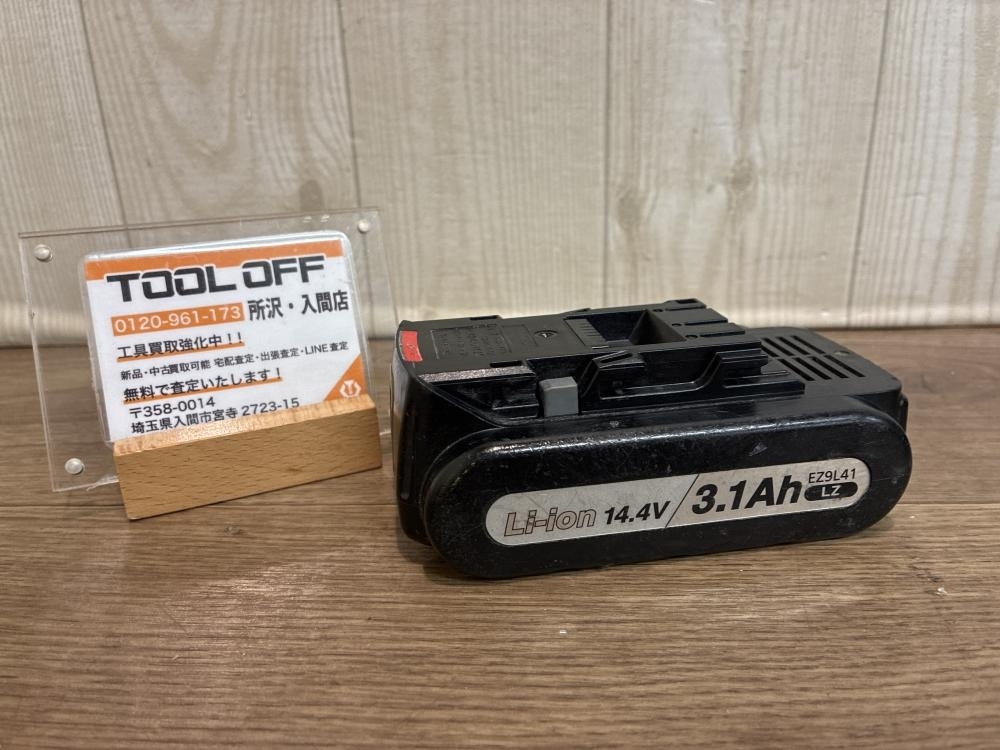 TOOL OFF
0120-961-173 所沢・入間店
工具買取強化中!!
新品・中古買取可能 宅配査定・出張査定・LINE査定
無料で査定いたします!
〒358-0014
埼玉県入間市宮寺 2723-15
Li-ion 14.4V / 3.1Ah EZ9L41
LZ